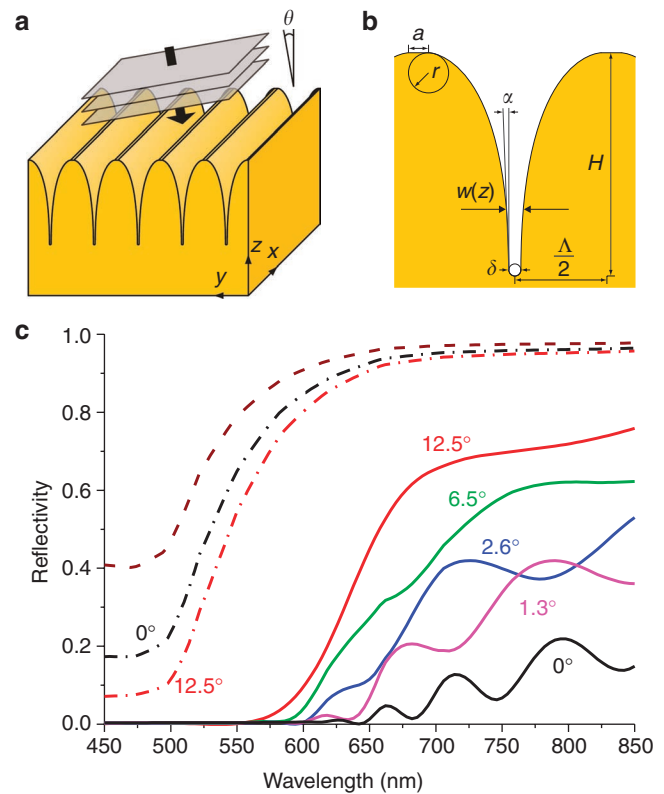 a
θ
z
x
y
b
a
r
α
H
w(z)
δ
Λ
2
c
1.0
0.8
0.6
0.4
0.2
0.0
Reflectivity
0°
12.5°
12.5°
6.5°
2.6°
1.3°
0°
450 500 550 600 650 700 750 800 850
Wavelength (nm)